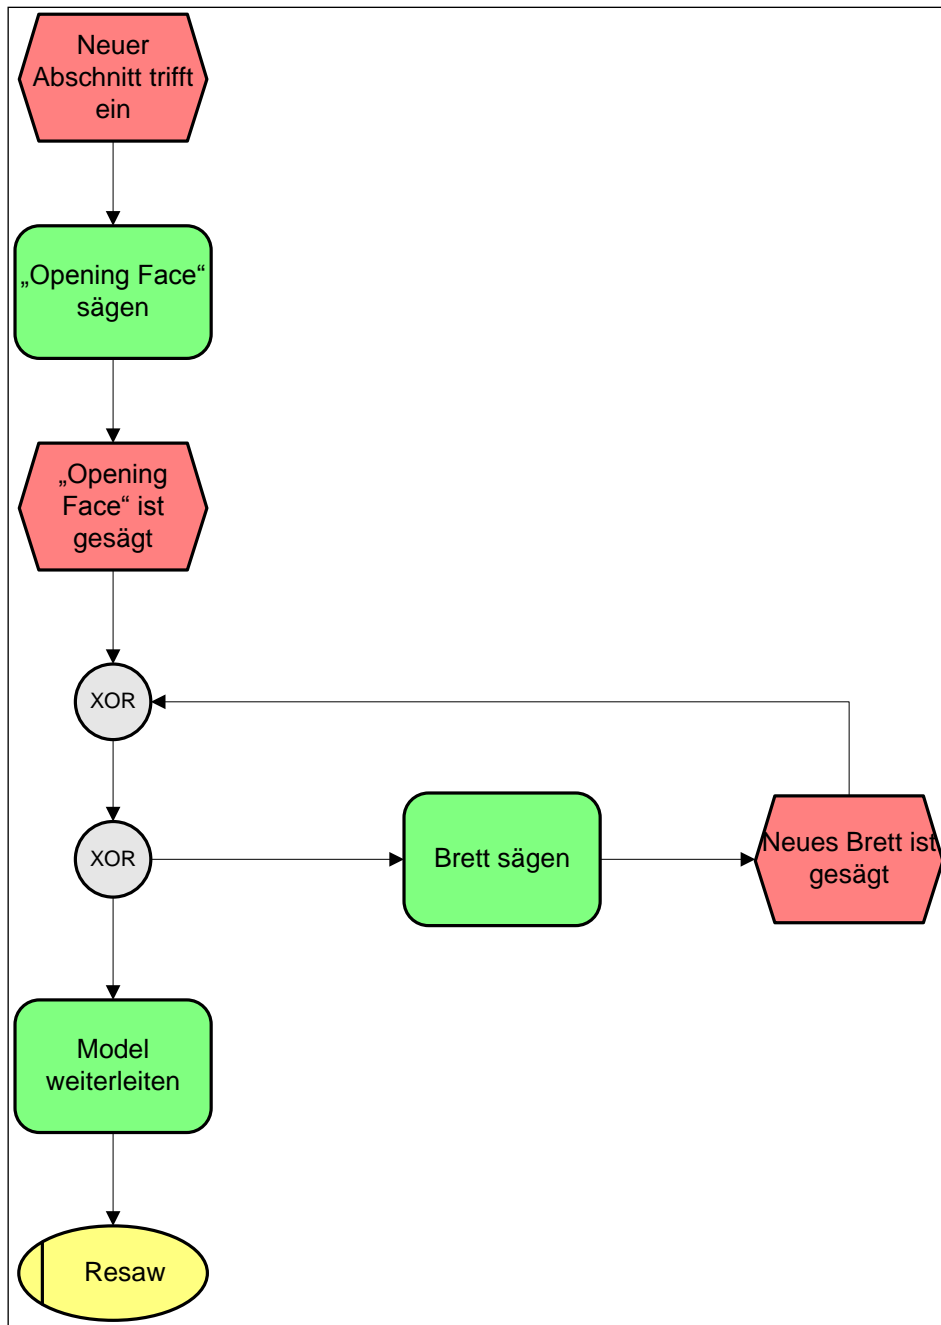 Neuer
Abschnitt trifft
ein
„Opening Face“
sägen
„Opening
Face“ ist
gesägt
XOR
XOR
Brett sägen
Neues Brett ist
gesägt
Model
weiterleiten
Resaw